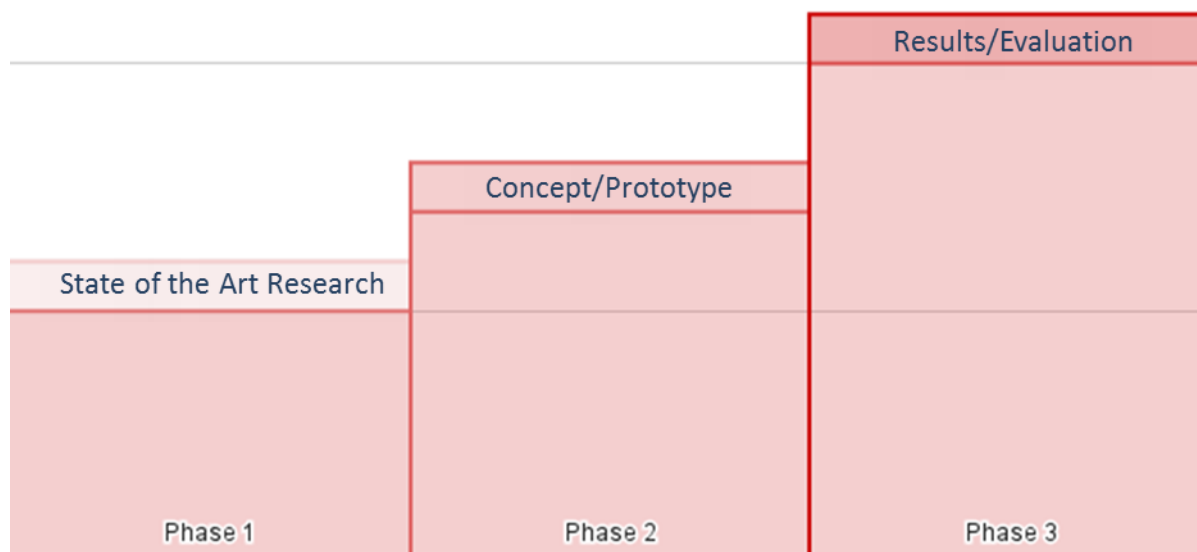 Results/Evaluation
Concept/Prototype
State of the Art Research
Phase 1
Phase 2
Phase 3